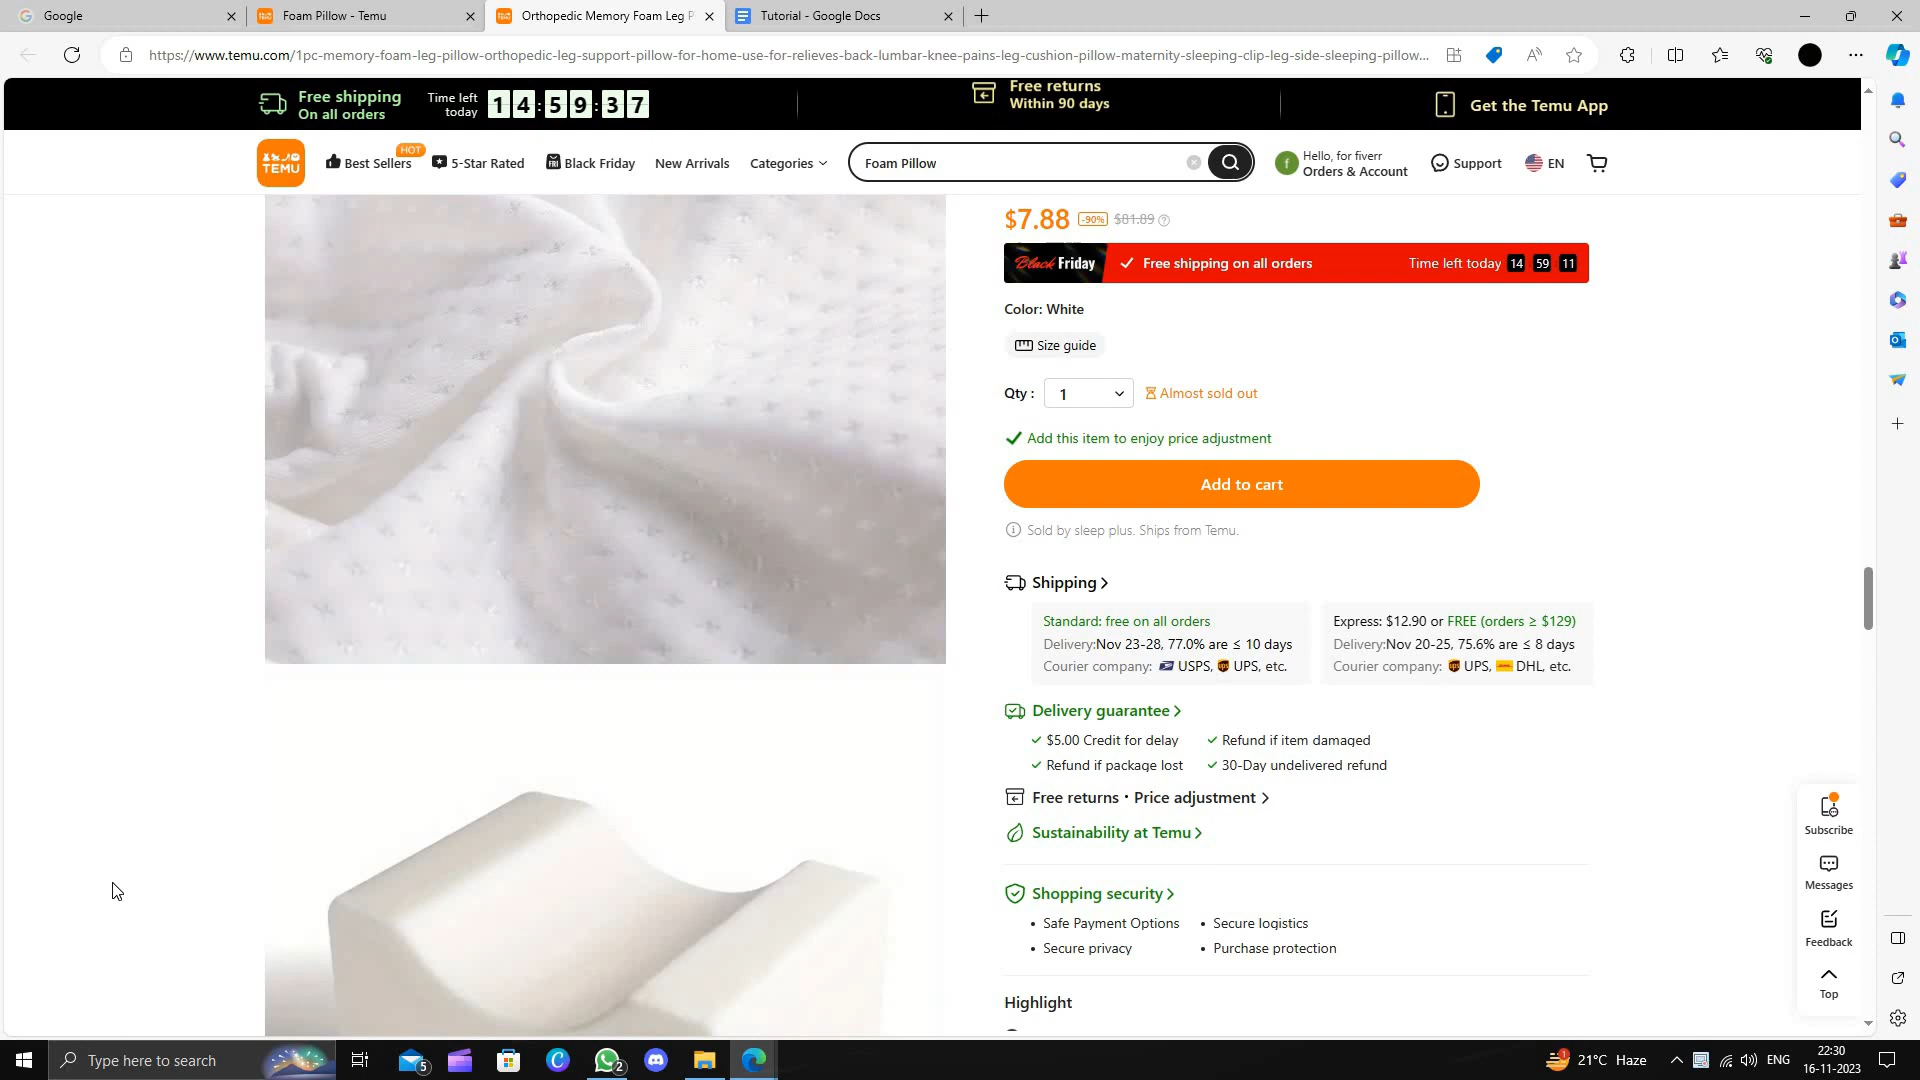 Google
Foam Pillow - Temu
Orthopedic Memory Foam Leg P
Tutorial - Google Docs
https://www.temu.com/1pc-memory-foam-leg-pillow-orthopedic-leg-support-pillow-for-home-use-for-relieves-back-lumbar-knee-pains-leg-cushion-pillow-maternity-sleeping-clip-leg-side-sleeping-pillow...
Free shipping
On all orders
Time left
today
14:59:37
Free returns
Within 90 days
Get the Temu App
TEMU
Best Sellers
HOT
5-Star Rated
Black Friday
New Arrivals
Categories
Foam Pillow
f
Hello, for fiverr
Orders & Account
Support
EN
$7.88 -90% $81.89
Black Friday
Free shipping on all orders
Time left today 14 59 11
Color: White
Size guide
Qty : 1
Almost sold out
Add this item to enjoy price adjustment
Add to cart
Sold by sleep plus. Ships from Temu.
Shipping
Standard: free on all orders
Delivery:Nov 23-28, 77.0% are ≤ 10 days
Courier company: USPS, UPS, etc.
Express: $12.90 or FREE (orders ≥ $129)
Delivery:Nov 20-25, 75.6% are ≤ 8 days
Courier company: UPS, DHL, etc.
Delivery guarantee
$5.00 Credit for delay
Refund if item damaged
Refund if package lost
30-Day undelivered refund
Free returns · Price adjustment
Sustainability at Temu
Shopping security
• Safe Payment Options
• Secure logistics
• Secure privacy
• Purchase protection
Highlight
Subscribe
Messages
Feedback
Top
Type here to search
5
2
1
21°C Haze
ENG
22:30
16-11-2023